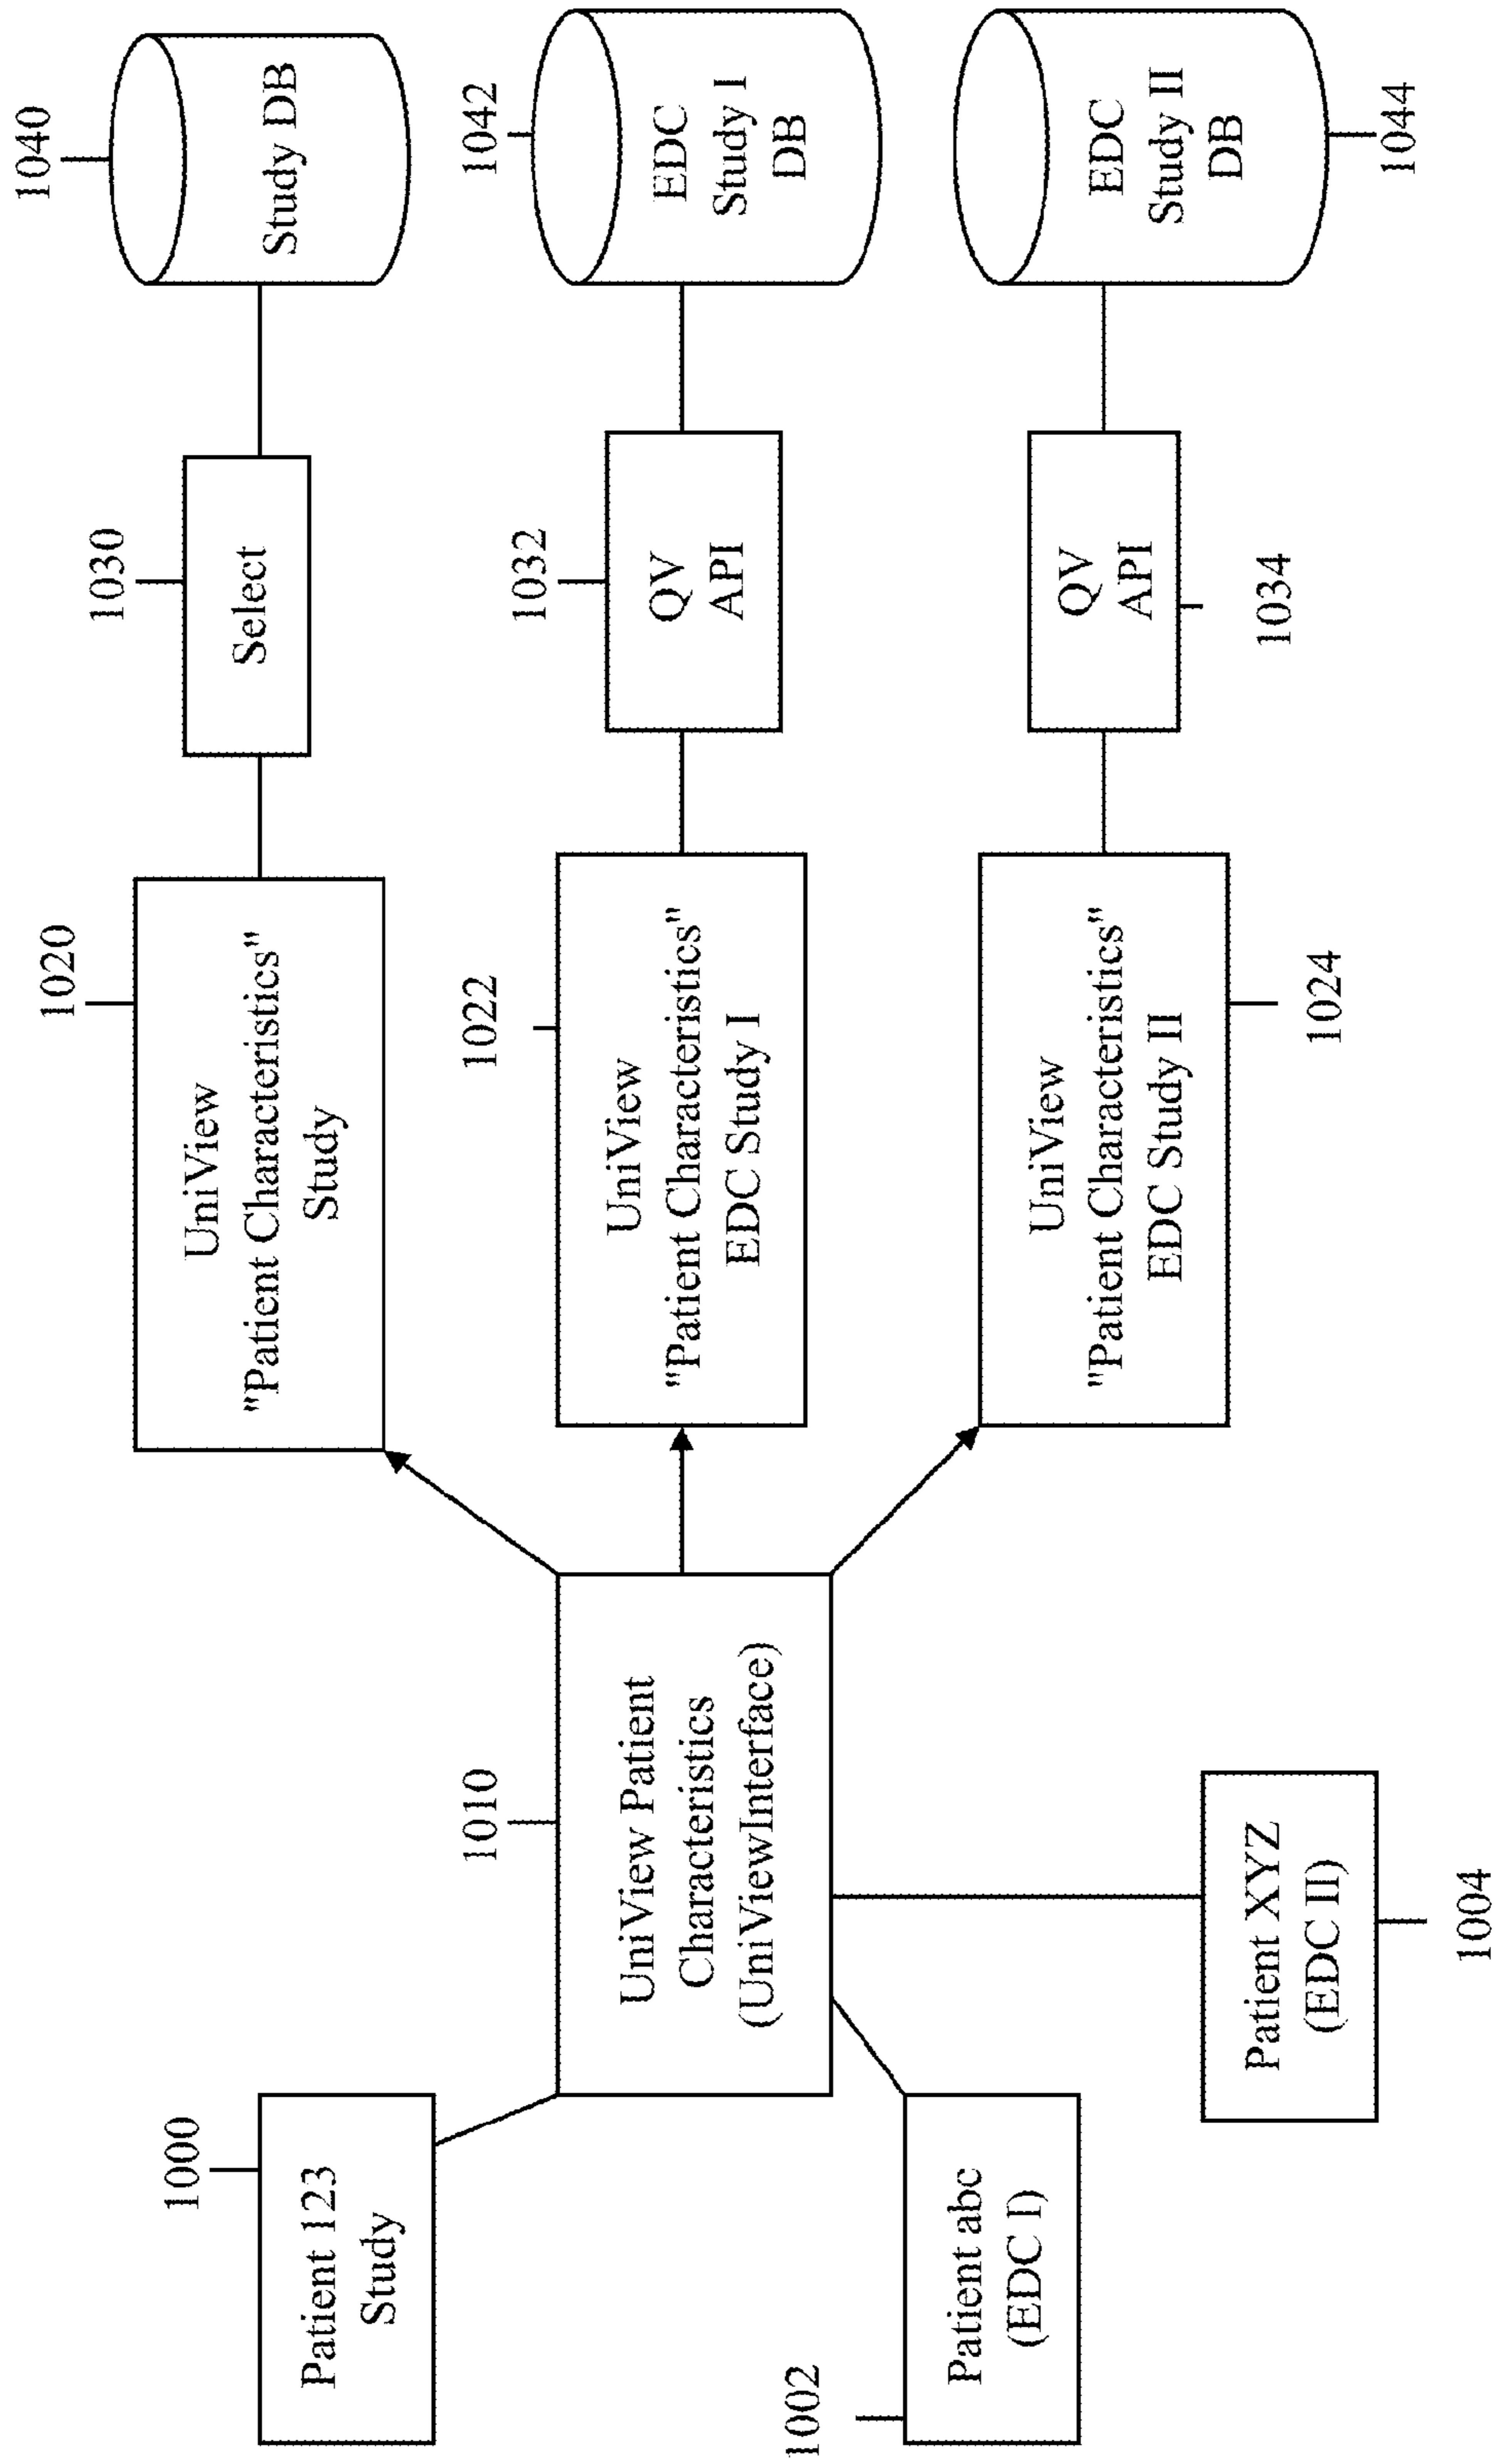 1000
Patient 123
Study
1002
Patient abc
(EDC I)
1004
Patient XYZ
(EDC II)
1010
UniView Patient
Characteristics
(UniViewInterface)
1020
UniView
"Patient Characteristics"
Study
1022
UniView
"Patient Characteristics"
EDC Study I
1024
UniView
"Patient Characteristics"
EDC Study II
1030
Select
1032
QV
API
1034
QV
API
1040
Study DB
1042
EDC
Study I
DB
1044
EDC
Study II
DB